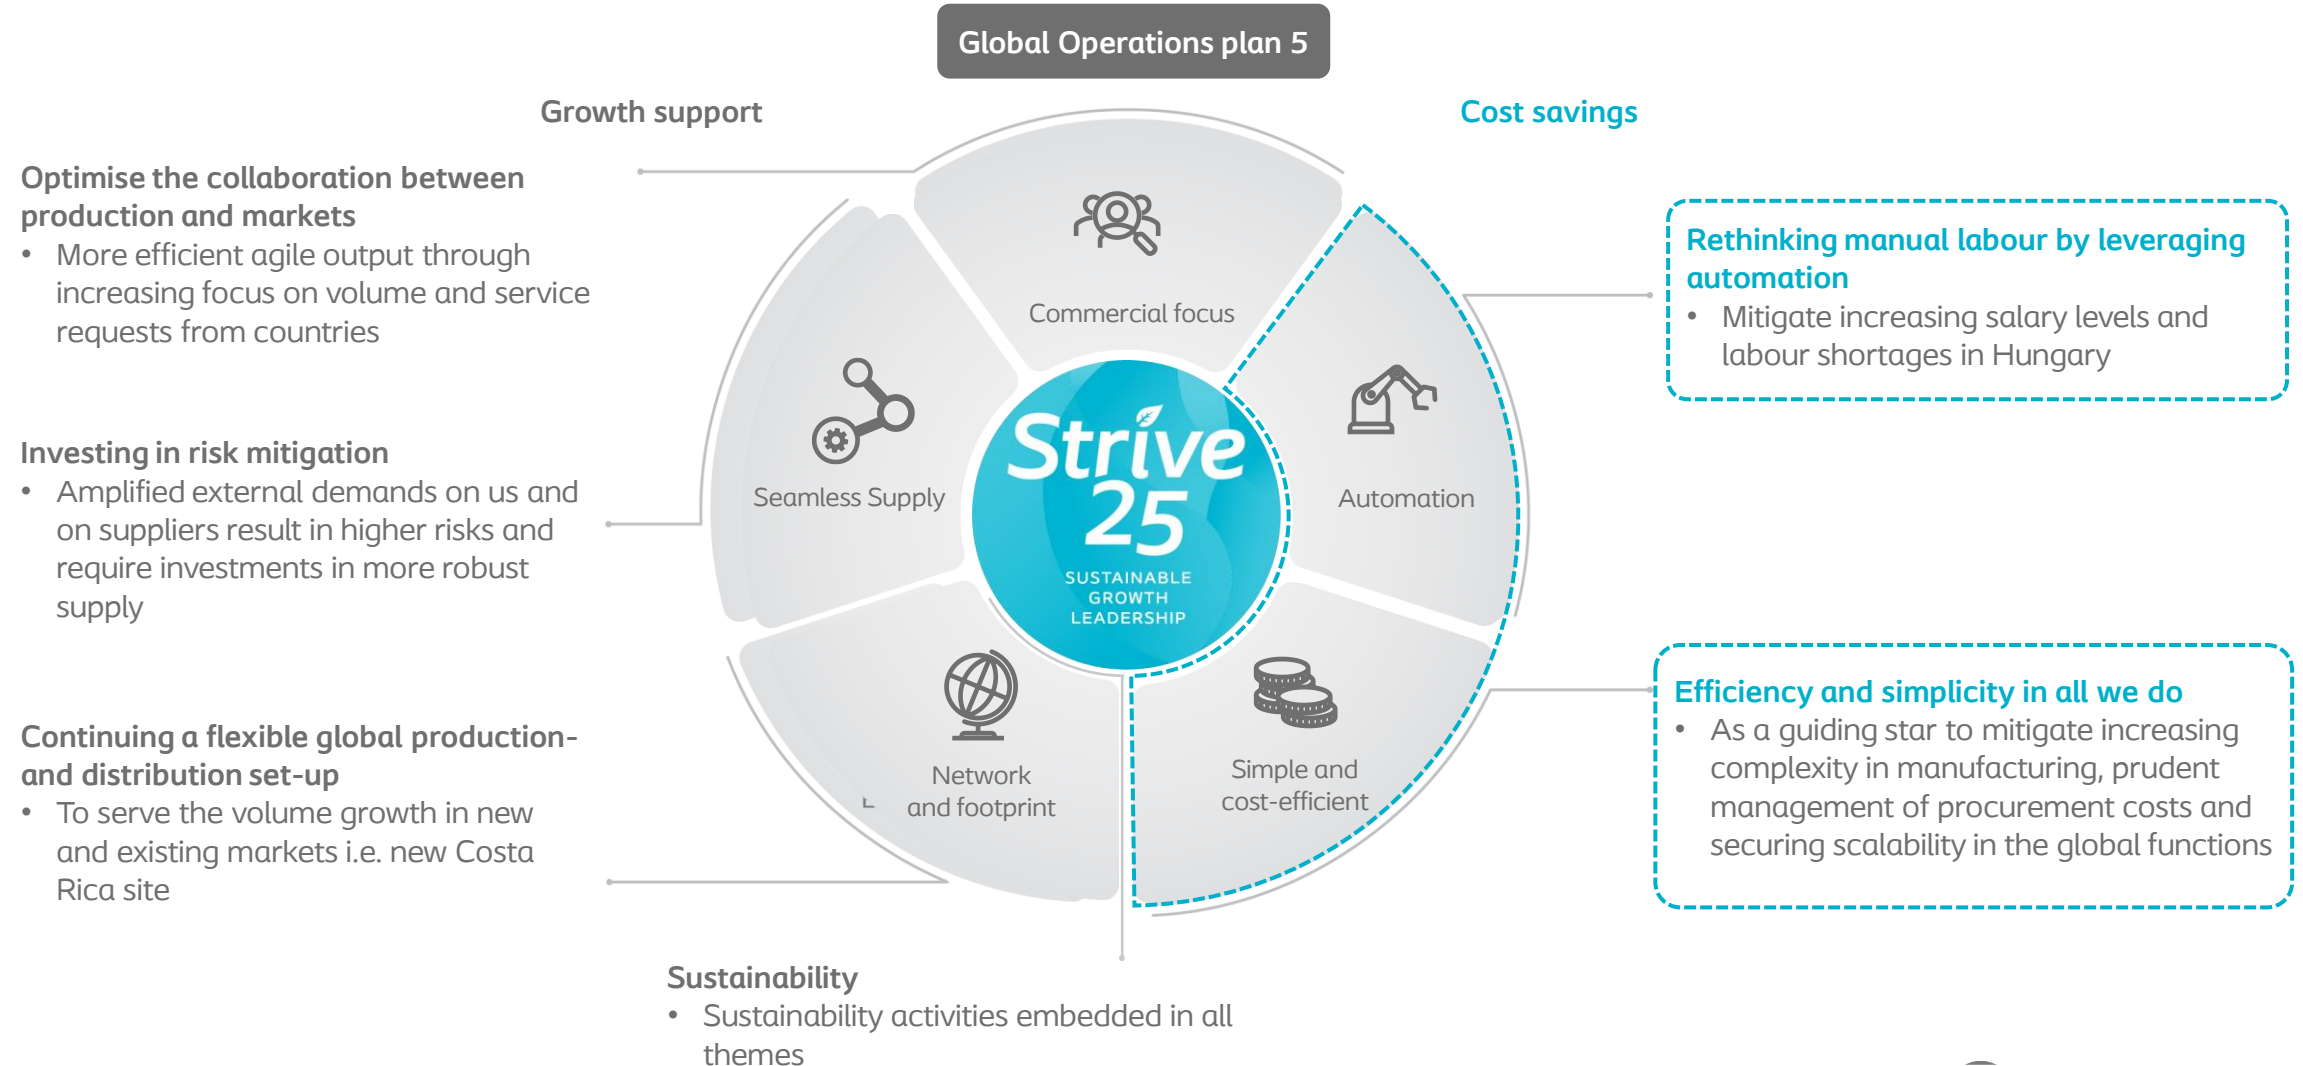 Global Operations plan 5
Growth support
Cost savings
Optimise the collaboration between
production and markets
• More efficient agile output through
increasing focus on volume and service
requests from countries
Investing in risk mitigation
• Amplified external demands on us and
on suppliers result in higher risks and
require investments in more robust
supply
Continuing a flexible global production-
and distribution set-up
• To serve the volume growth in new
and existing markets i.e. new Costa
Rica site
Commercial focus
Seamless Supply
Automation
Network
and footprint
Simple and
cost-efficient
Strive
25
SUSTAINABLE
GROWTH
LEADERSHIP
Rethinking manual labour by leveraging
automation
• Mitigate increasing salary levels and
labour shortages in Hungary
Efficiency and simplicity in all we do
• As a guiding star to mitigate increasing
complexity in manufacturing, prudent
management of procurement costs and
securing scalability in the global functions
Sustainability
• Sustainability activities embedded in all
themes